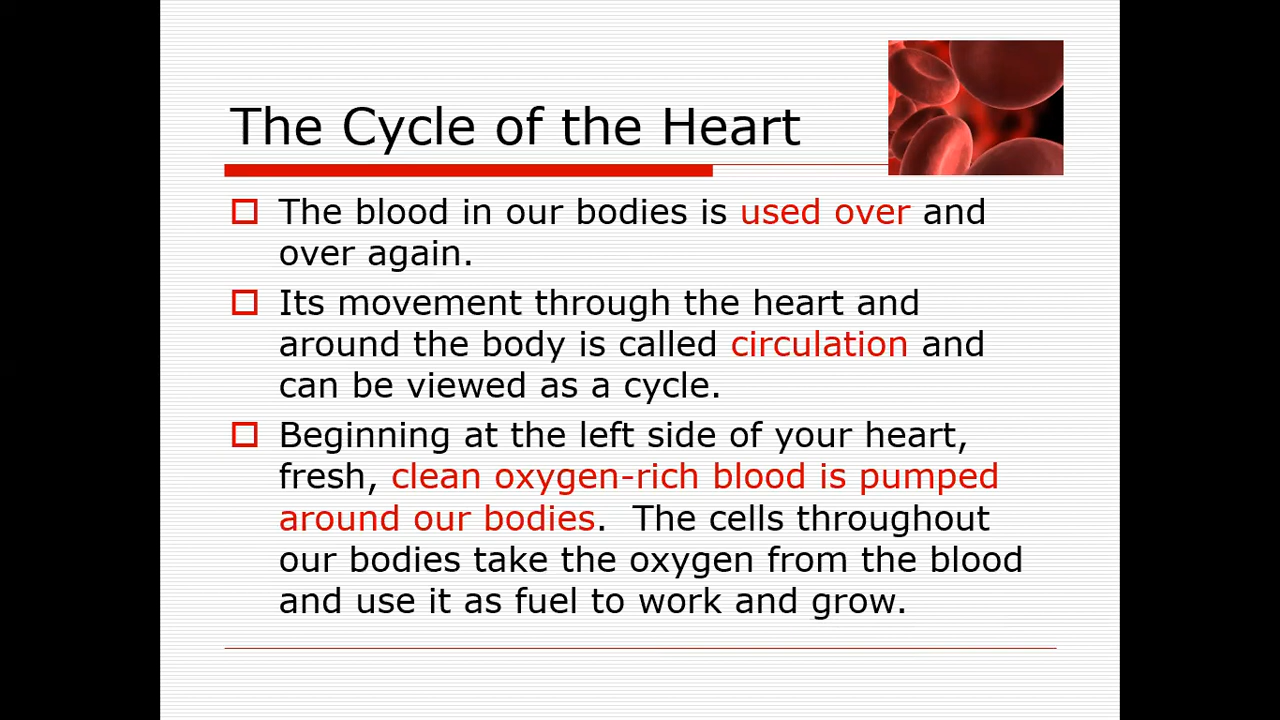 The Cycle of the Heart
The blood in our bodies is used over and
over again.
Its movement through the heart and
around the body is called circulation and
can be viewed as a cycle.
Beginning at the left side of your heart,
fresh, clean oxygen-rich blood is pumped
around our bodies.  The cells throughout
our bodies take the oxygen from the blood
and use it as fuel to work and grow.